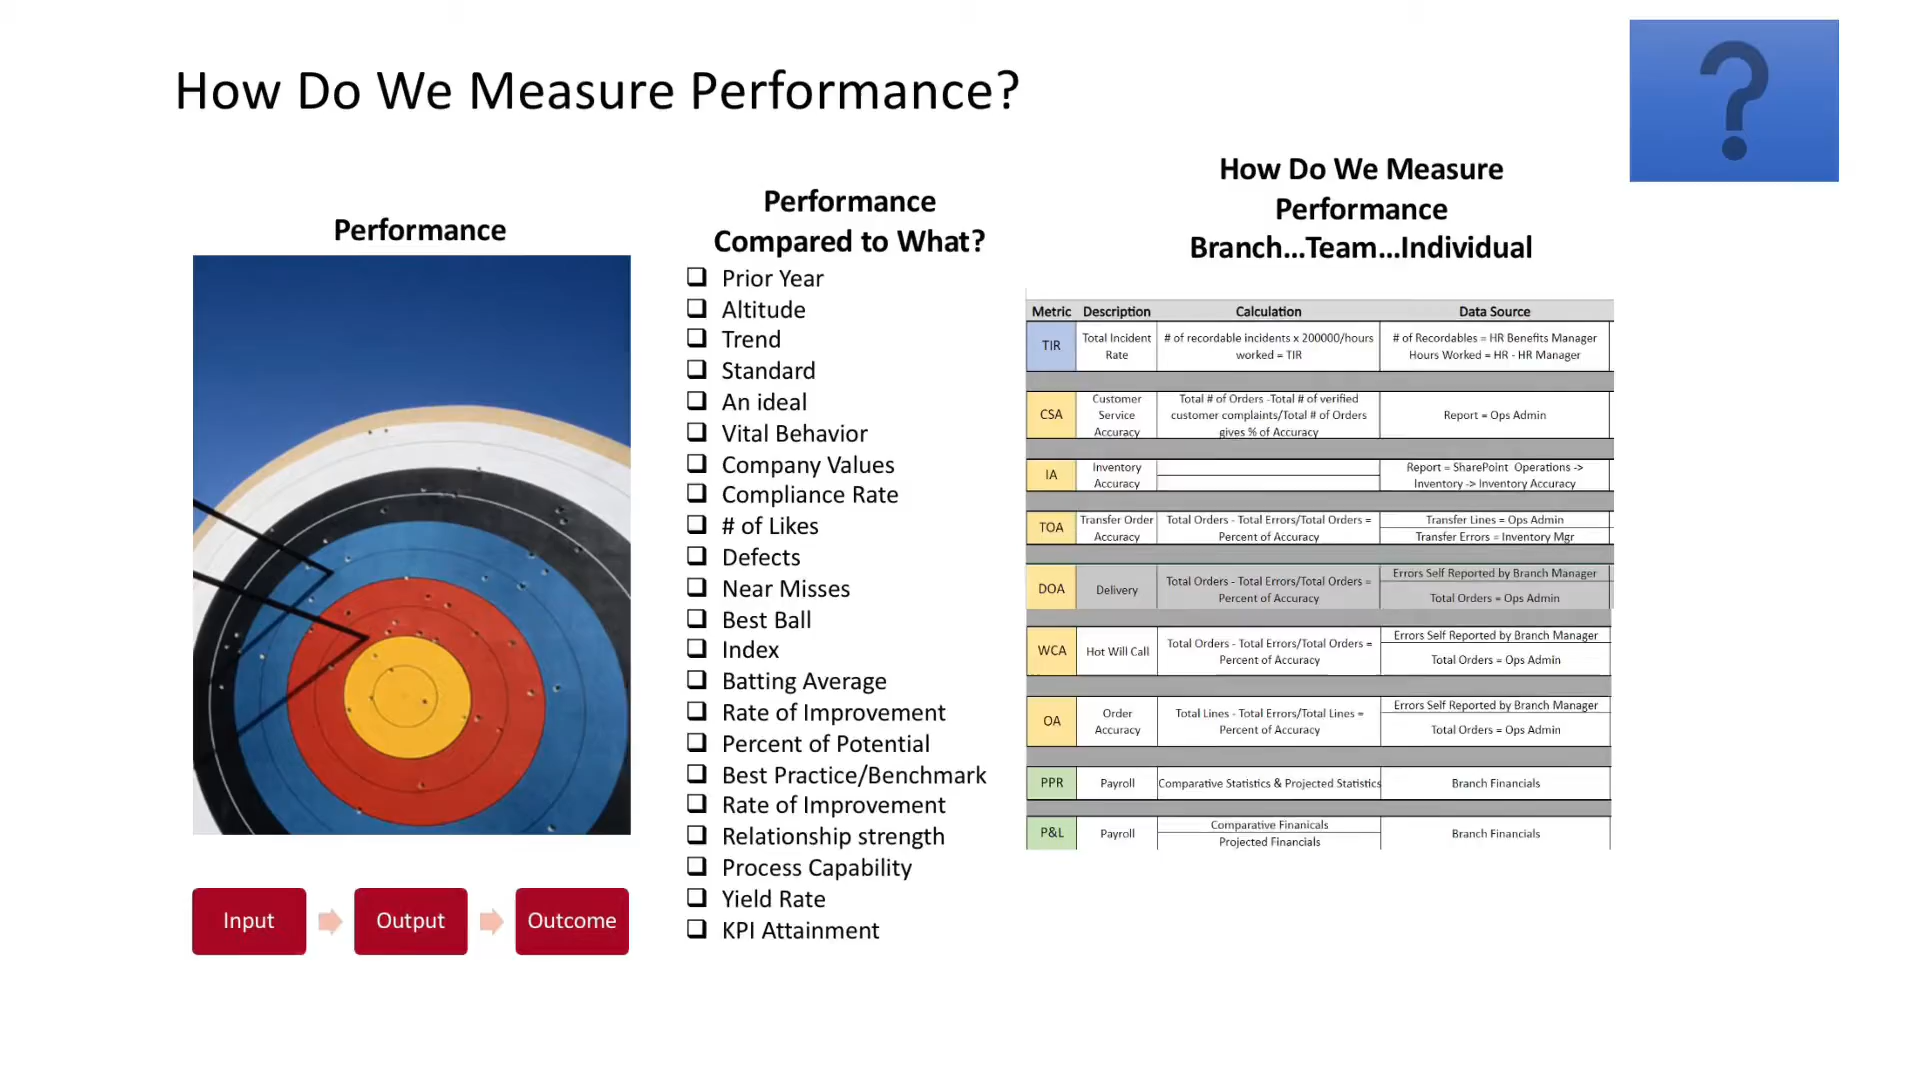 How Do We Measure Performance?
?
Performance
Input
Output
Outcome
Performance
Compared to What?
Prior Year
Altitude
Trend
Standard
An ideal
Vital Behavior
Company Values
Compliance Rate
# of Likes
Defects
Near Misses
Best Ball
Index
Batting Average
Rate of Improvement
Percent of Potential
Best Practice/Benchmark
Rate of Improvement
Relationship strength
Process Capability
Yield Rate
KPI Attainment
How Do We Measure
Performance
Branch...Team...Individual
Metric Description Calculation Data Source
TIR
Total Incident
Rate
# of recordable incidents x 200000/hours
worked = TIR
# of Recordables = HR Benefits Manager
Hours Worked = HR - HR Manager
CSA
Customer
Service
Accuracy
Total # of Orders -Total # of verified
customer complaints/Total # of Orders
gives % of Accuracy
Report = Ops Admin
IA
Inventory
Accuracy
Report = SharePoint Operations ->
Inventory -> Inventory Accuracy
TOA
Transfer Order
Accuracy
Total Orders - Total Errors/Total Orders =
Percent of Accuracy
Transfer Lines = Ops Admin
Transfer Errors = Inventory Mgr
DOA
Delivery
Total Orders - Total Errors/Total Orders =
Percent of Accuracy
Errors Self Reported by Branch Manager
Total Orders = Ops Admin
WCA
Hot Will Call
Total Orders - Total Errors/Total Orders =
Percent of Accuracy
Errors Self Reported by Branch Manager
Total Orders = Ops Admin
OA
Order
Accuracy
Total Lines - Total Errors/Total Lines =
Percent of Accuracy
Errors Self Reported by Branch Manager
Total Orders = Ops Admin
PPR
Payroll
Comparative Statistics & Projected Statistics
Branch Financials
P&L
Payroll
Comparative Finanicals
Projected Financials
Branch Financials